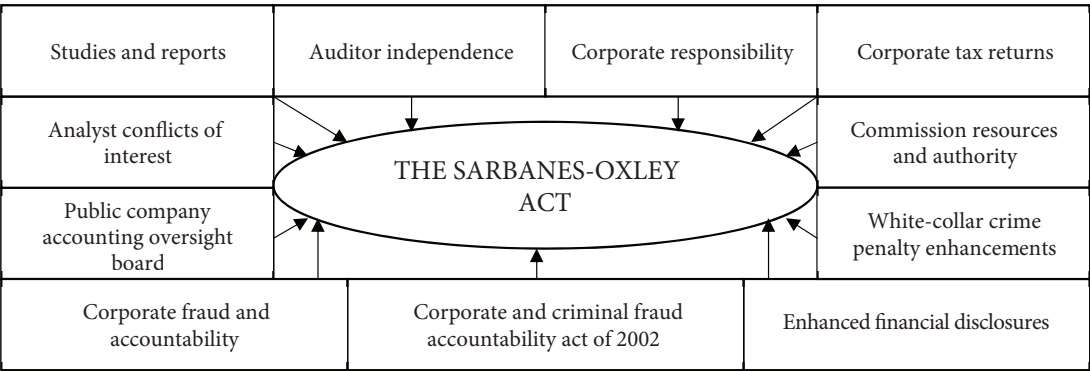 Studies and reports
Auditor independence
Corporate responsibility
Corporate tax returns
Analyst conflicts of
interest
THE SARBANES-OXLEY
ACT
Commission resources
and authority
Public company
accounting oversight
board
White-collar crime
penalty enhancements
Corporate fraud and
accountability
Corporate and criminal fraud
accountability act of 2002
Enhanced financial disclosures